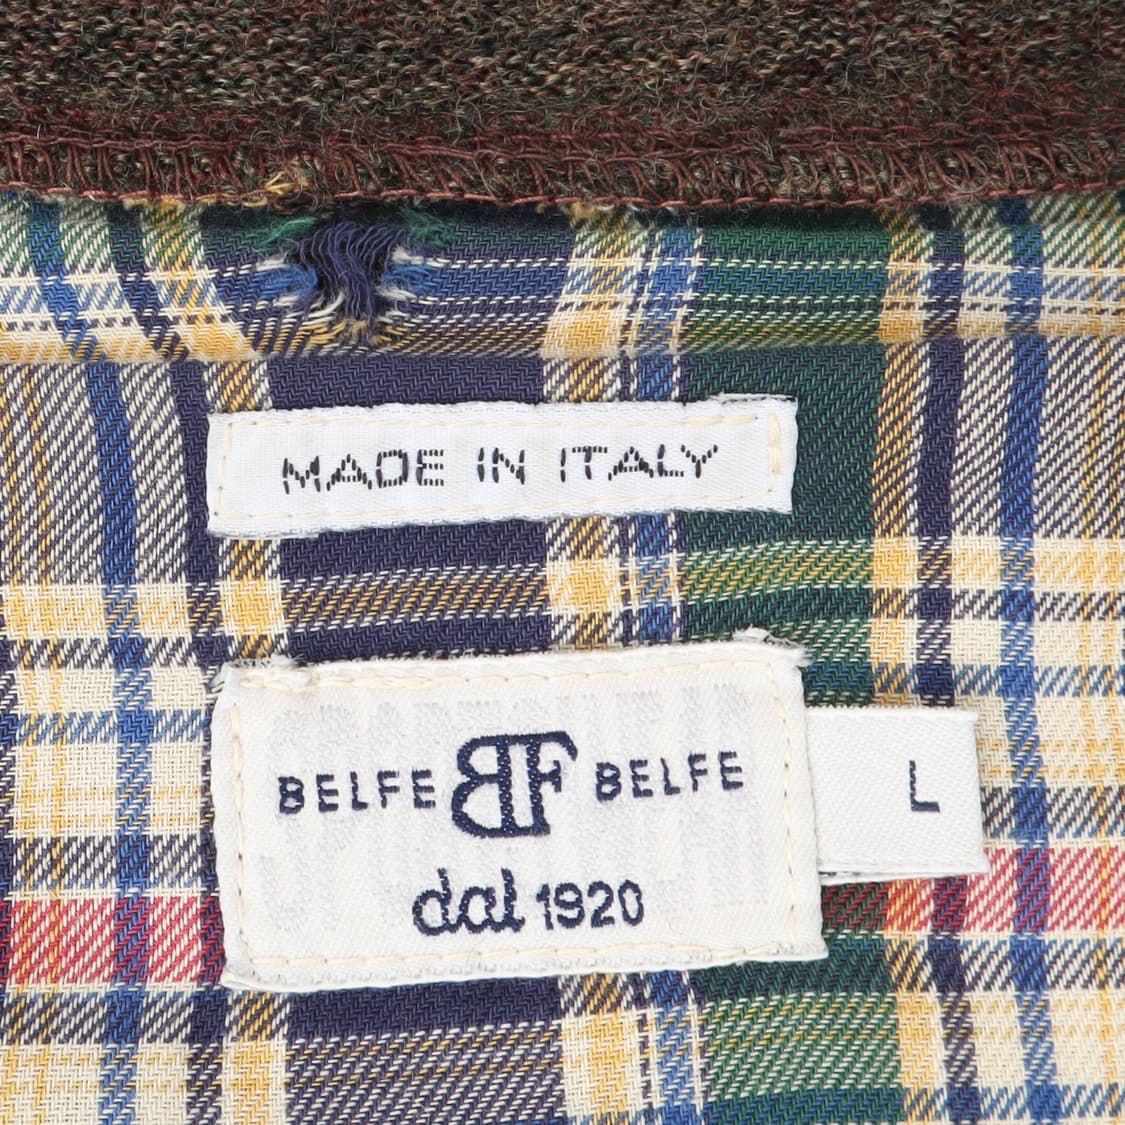 MADE IN ITALY
BELFE BF BELFE
dal 1920
L